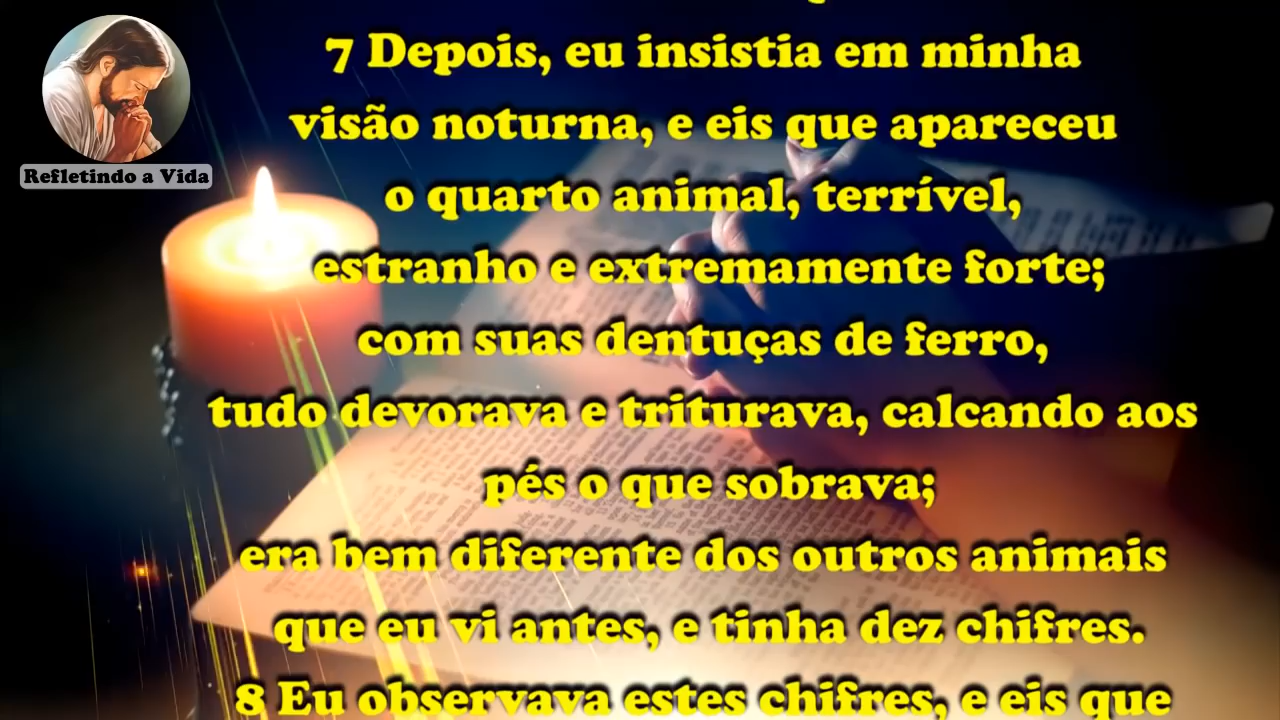 Refletindo a Vida
7 Depois, eu insistia em minha
visão noturna, e eis que apareceu
o quarto animal, terrível,
estranho e extremamente forte;
com suas dentuças de ferro,
tudo devorava e triturava, calcando aos
pés o que sobrava;
era bem diferente dos outros animais
que eu vi antes, e tinha dez chifres.
8 Eu observava estes chifres, e eis que